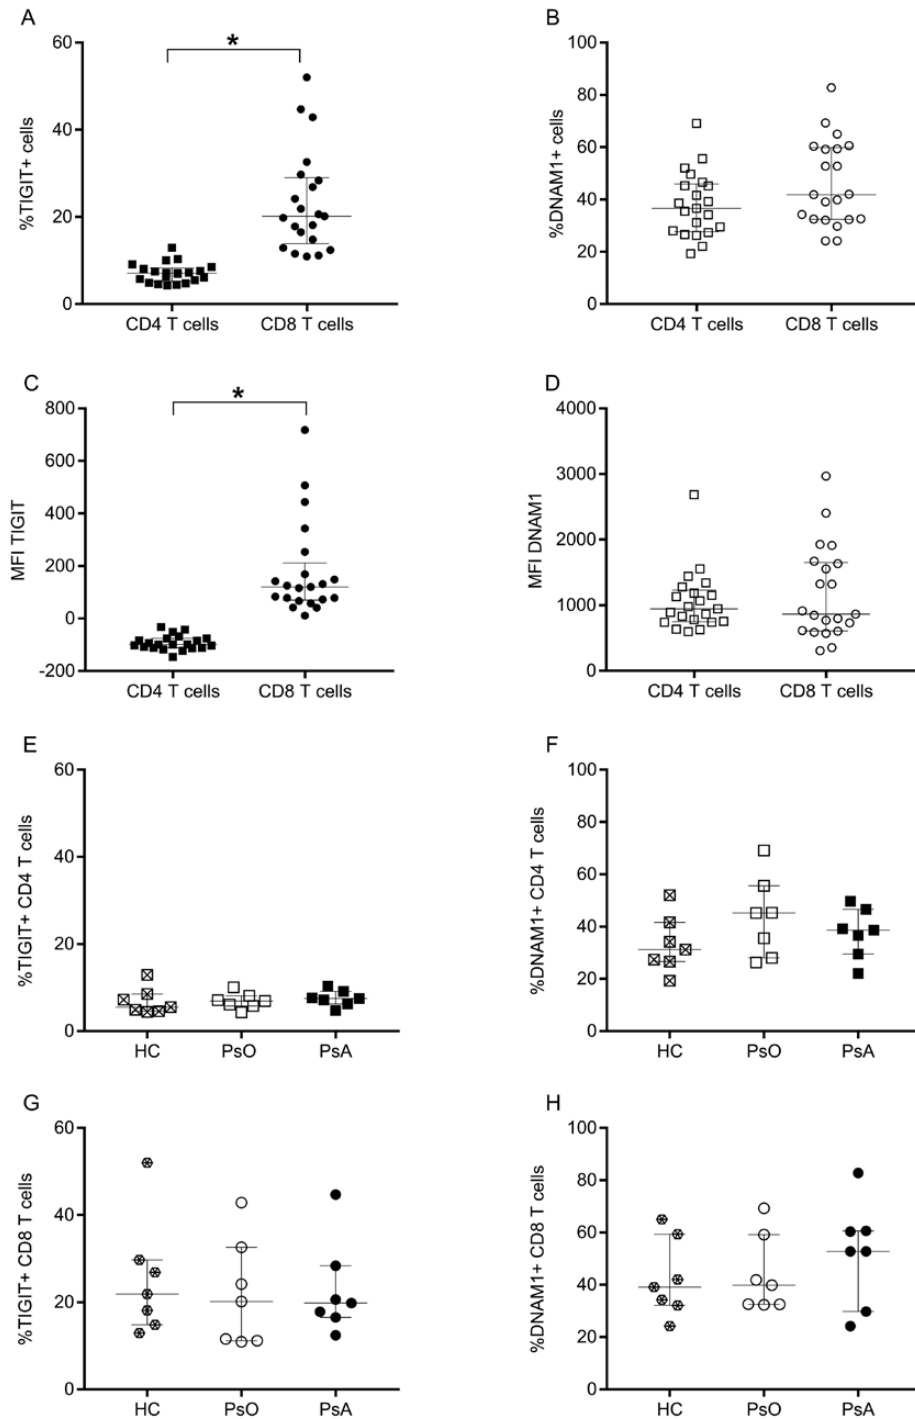 A
%TIGIT+ cells
60
40
20
0
*
CD4 T cells
CD8 T cells
B
%DNAM1+ cells
100
80
60
40
20
0
CD4 T cells
CD8 T cells
C
MFI TIGIT
800
600
400
200
0
-200
*
CD4 T cells
CD8 T cells
D
MFI DNAM1
4000
3000
2000
1000
0
CD4 T cells
CD8 T cells
E
%TIGIT+ CD4 T cells
60
40
20
0
HC
PsO
PsA
F
%DNAM1+ CD4 T cells
100
80
60
40
20
0
HC
PsO
PsA
G
%TIGIT+ CD8 T cells
60
40
20
0
HC
PsO
PsA
H
%DNAM1+ CD8 T cells
100
80
60
40
20
0
HC
PsO
PsA